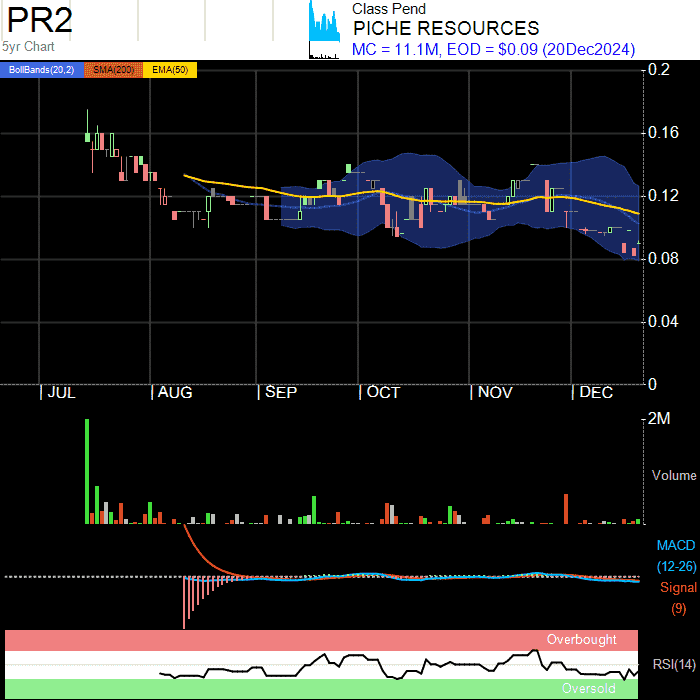 PR2
5yr Chart
Class Pend
PICHE RESOURCES
MC = 11.1M, EOD = $0.09 (20Dec2024)
BollBands(20,2) SMA(200) EMA(50)
0.2
0.16
0.12
0.08
0.04
0
JUL AUG SEP OCT NOV DEC
2M
Volume
MACD
(12-26)
Signal
(9)
Overbought
RSI(14)
Oversold